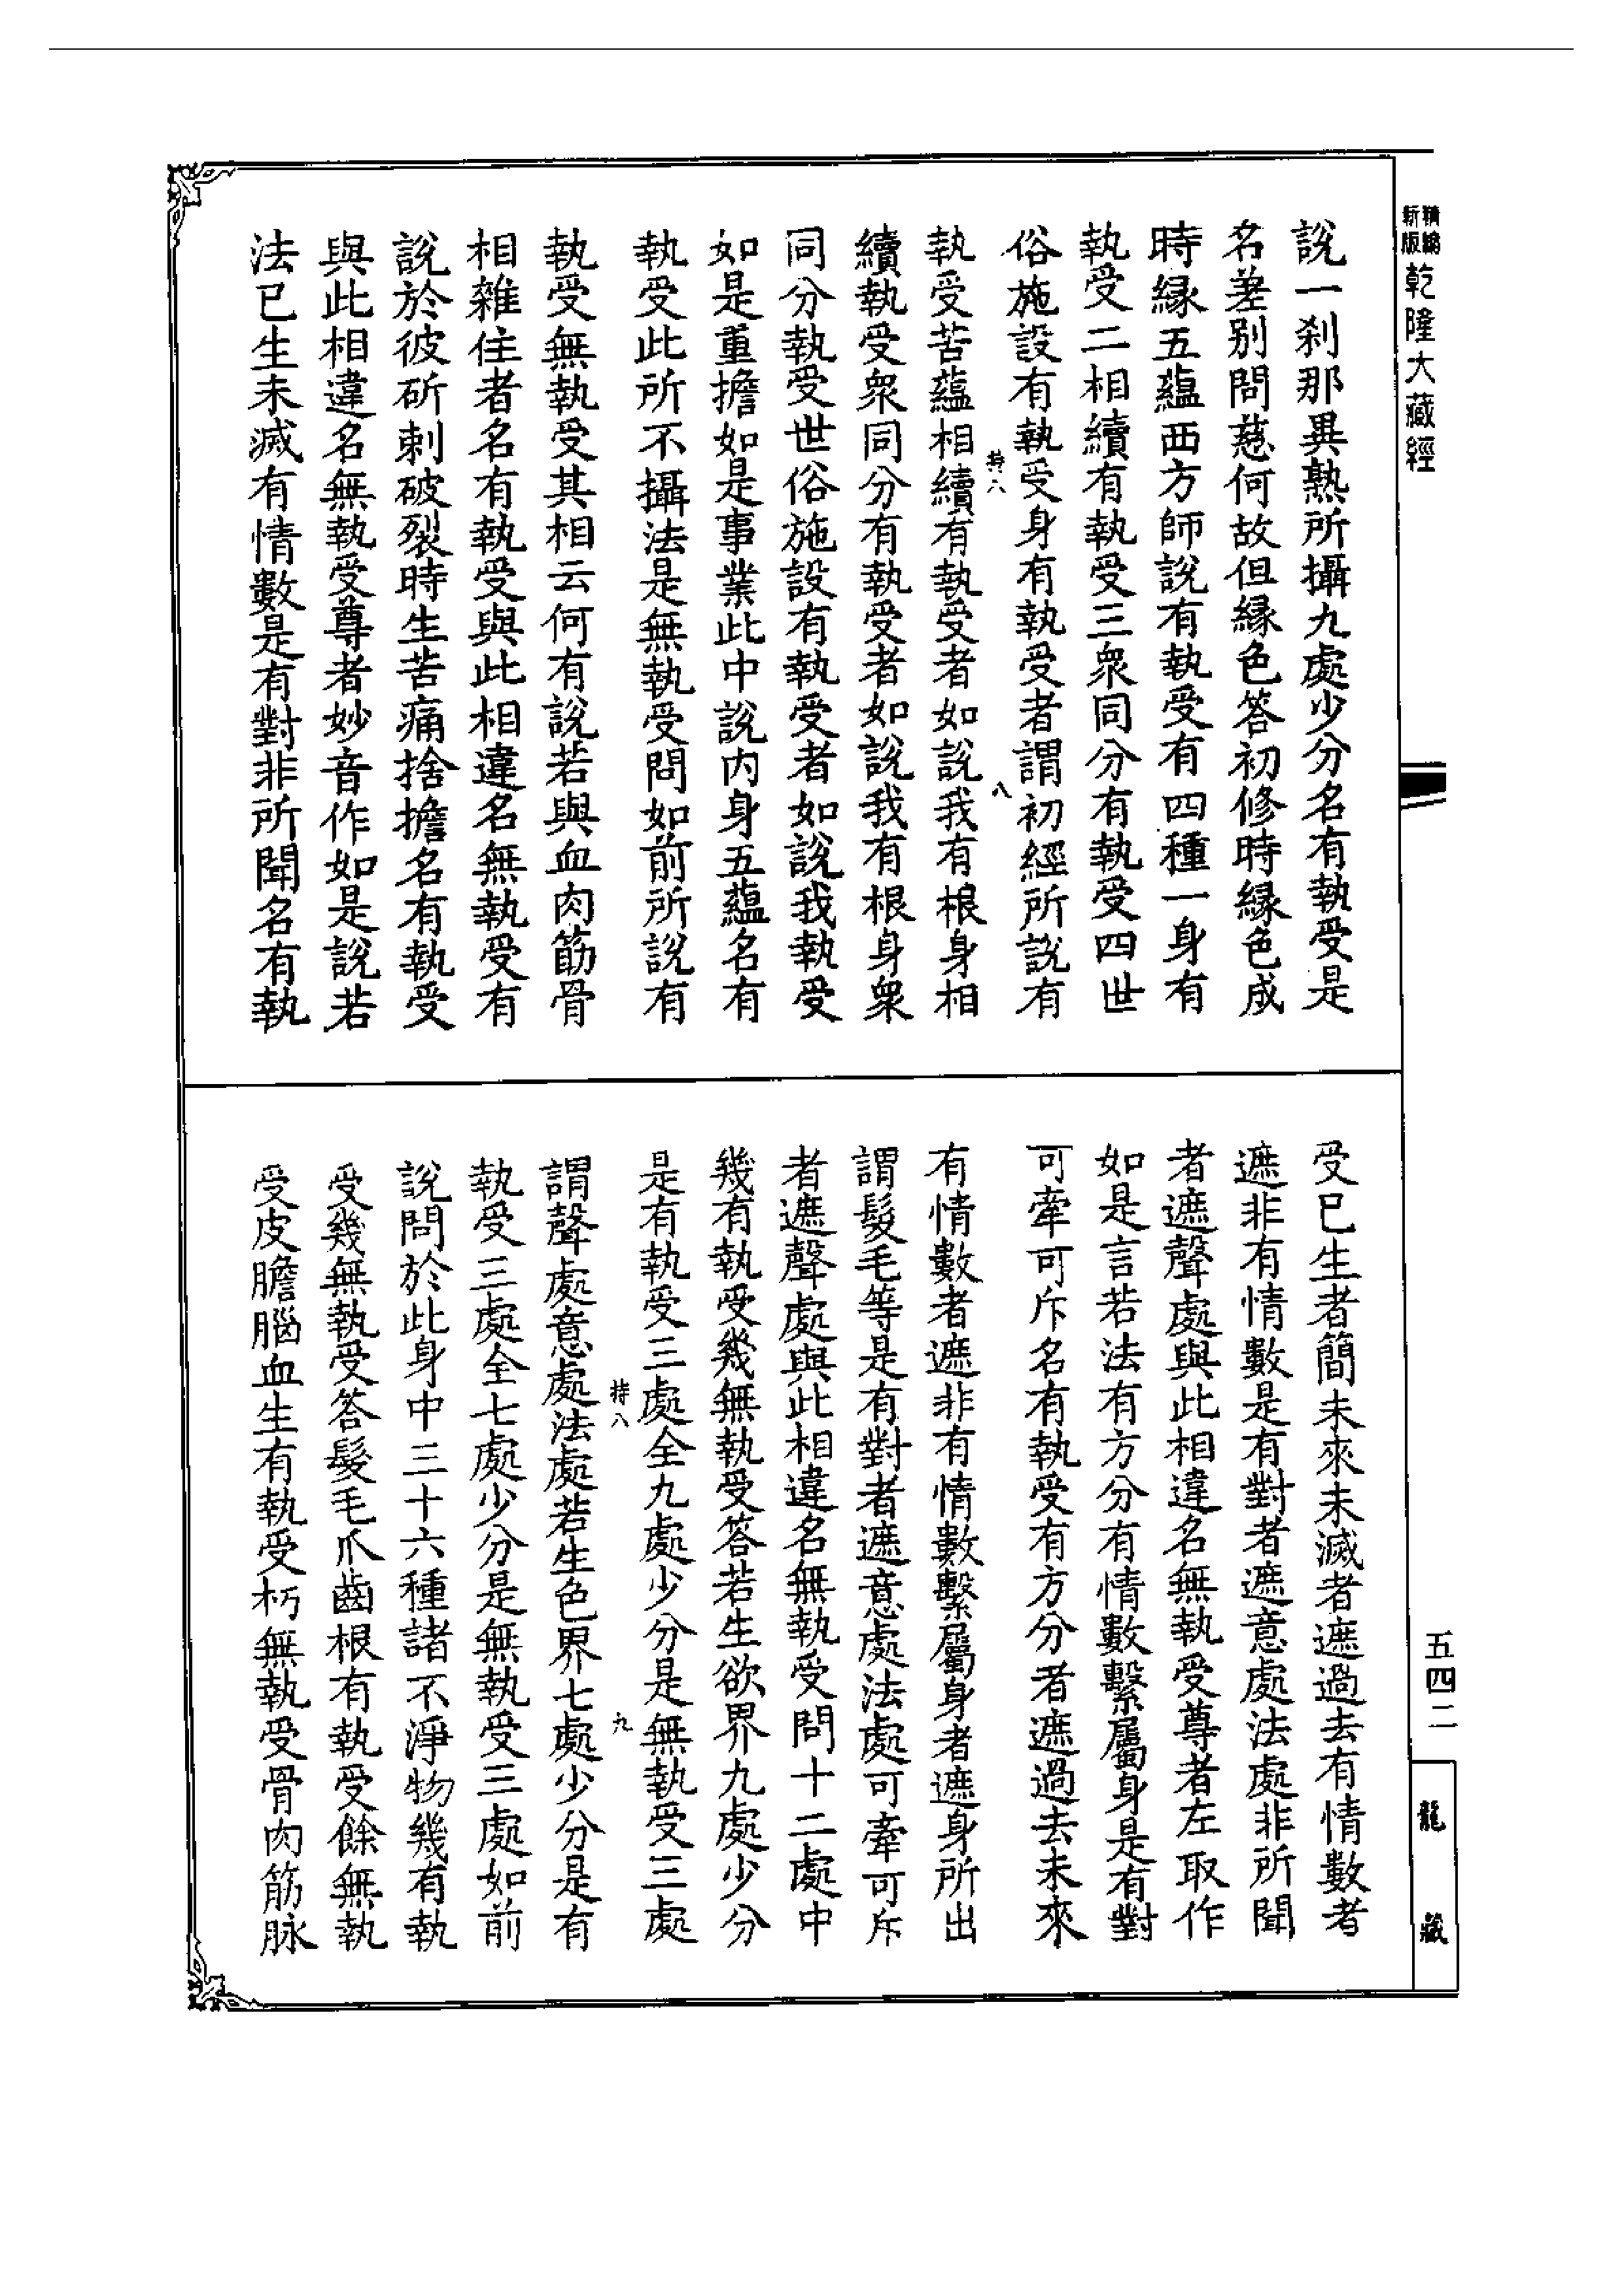 精縮
新版
乾隆大藏經
說一刹那異熟所攝九處少分名有執受是
名差別問慈何故但緣色答初修時緣色成
時緣五蘊西方師說有執受有四種一身有
執受二相續有執受三衆同分有執受四世
俗施設有執受身有執受者謂初經所說有
持八
八
執受苦蘊相續有執受者如說我有根身相
續執受衆同分有執受者如說我有根身衆
同分執受世俗施設有執受者如說我執受
如是重擔如是事業此中說內身五蘊名有
執受此所不攝法是無執受問如前所說有
執受無執受其相云何有說若與血肉筋骨
相雜住者名有執受與此相違名無執受有
說於彼斫刺破裂時生苦痛捨擔名有執受
與此相違名無執受尊者妙音作如是說若
法已生未滅有情數是有對非所聞名有執
受已生者簡未來未滅者遮過去有情數者
遮非有情數是有對者遮意處法處非所聞
者遮聲處與此相違名無執受尊者左取作
如是言若法有方分有情數繫屬身是有對
可牽可斥名有執受有方分者遮過去未來
有情數者遮非有情數繫屬身者遮身所出
謂髮毛等是有對者遮意處法處可牽可斥
者遮聲處與此相違名無執受問十二處中
幾有執受幾無執受答若生欲界九處少分
是有執受三處全九處少分是無執受三處
持八
九
謂聲處意處法處若生色界七處少分是有
執受三處全七處少分是無執受三處如前
說問於此身中三十六種諸不淨物幾有執
受幾無執受答髮毛爪齒根有執受餘無執
受皮膽腦血生有執受朽無執受骨肉筋脉
五四二
龍藏